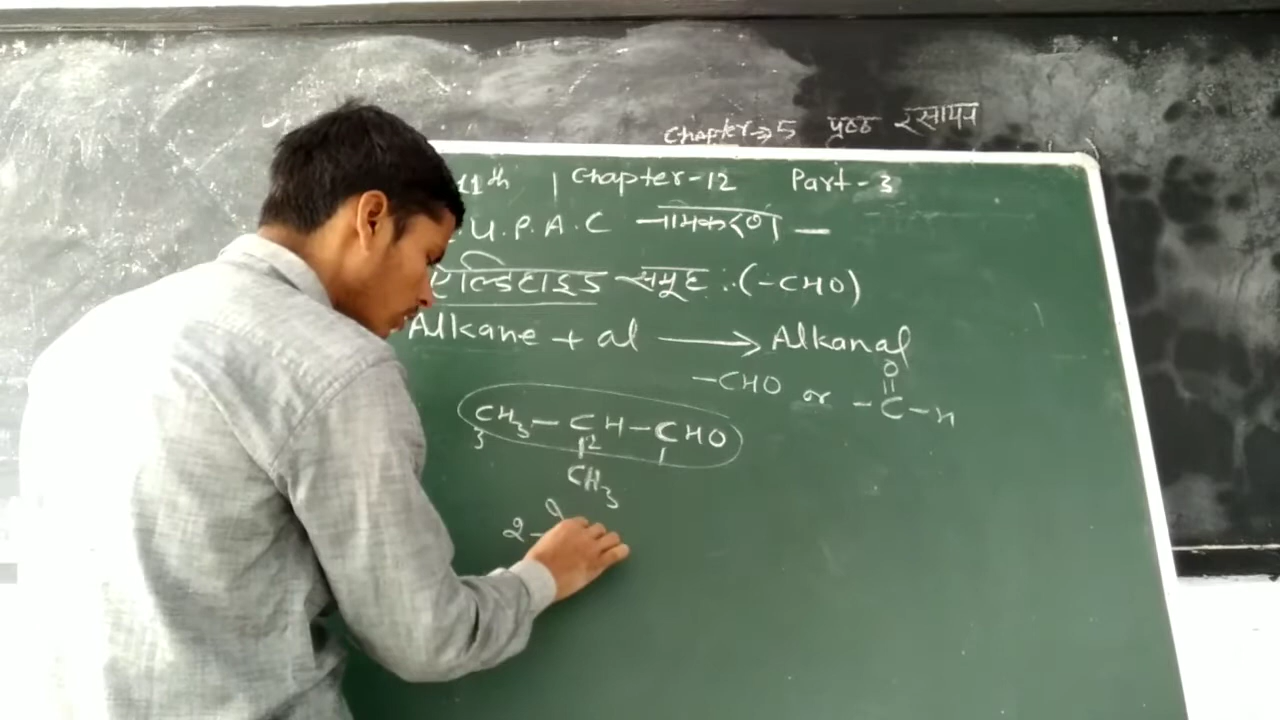 Chapter⇒5 पृष्ठ रसायन
11th | Chapter-12 Part-3
U.P.A.C नामकरण —
एल्डिहाइड समूह :(-CHO)
Alkane + al ⟶ Alkanal
-CHO or -C-H
O
||
CH3-CH-CHO
3 2 1
|
CH3
2-